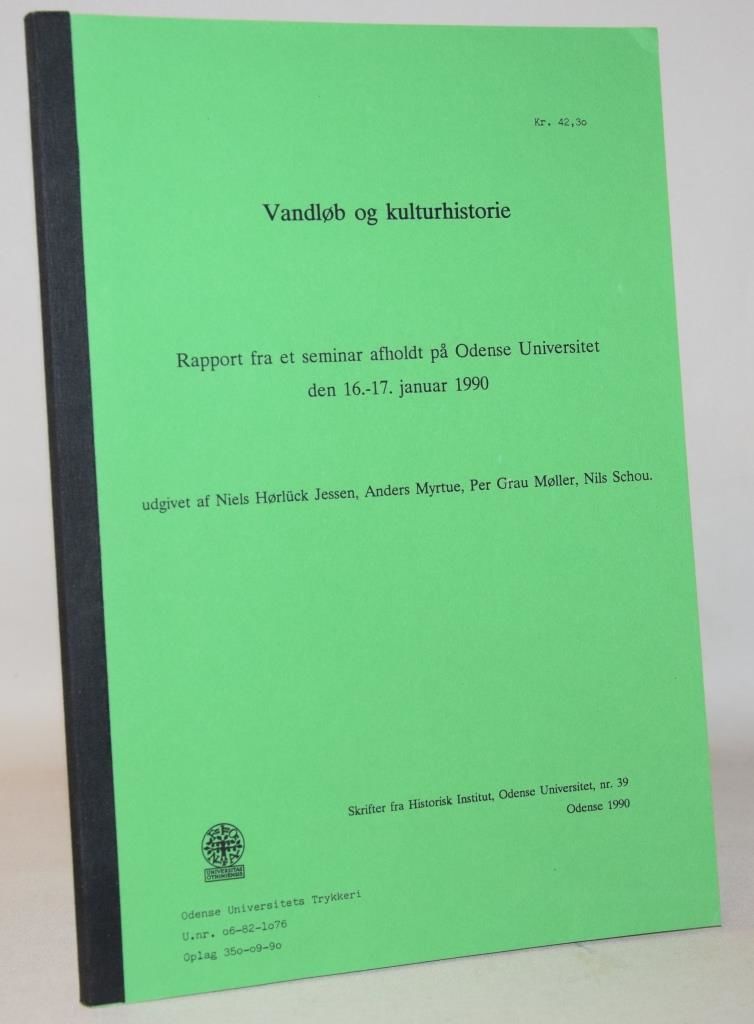 Kr. 42,3o
Vandløb og kulturhistorie
Rapport fra et seminar afholdt på Odense Universitet
den 16.-17. januar 1990
udgivet af Niels Hørlück Jessen, Anders Myrtue, Per Grau Møller, Nils Schou.
Skrifter fra Historisk Institut, Odense Universitet, nr. 39
Odense 1990
UNIVERSITAS
OTHINIENSIS
Odense Universitets Trykkeri
U.nr. o6-82-1o76
Oplag 35o-o9-9o